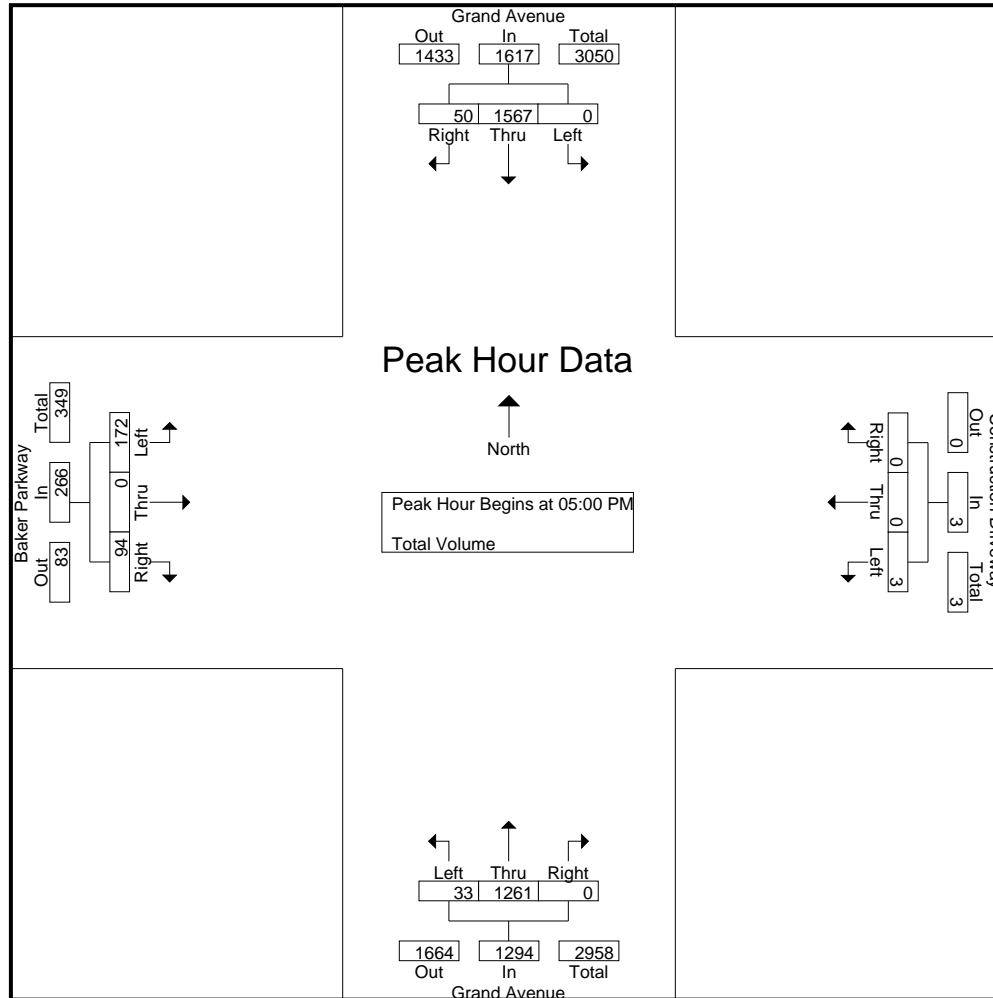 Grand Avenue
Out In Total
1433 1617 3050
50 1567 0
Right Thru Left
Peak Hour Data
North
Peak Hour Begins at 05:00 PM
Total Volume
Baker Parkway
Total In Out
349 266 83
172 0 94
Left Thru Right
Right Thru Left
0 0 3
Out In Total
0 3 3
Left Thru Right
33 1261 0
1664 1294 2958
Out In Total
Grand Avenue